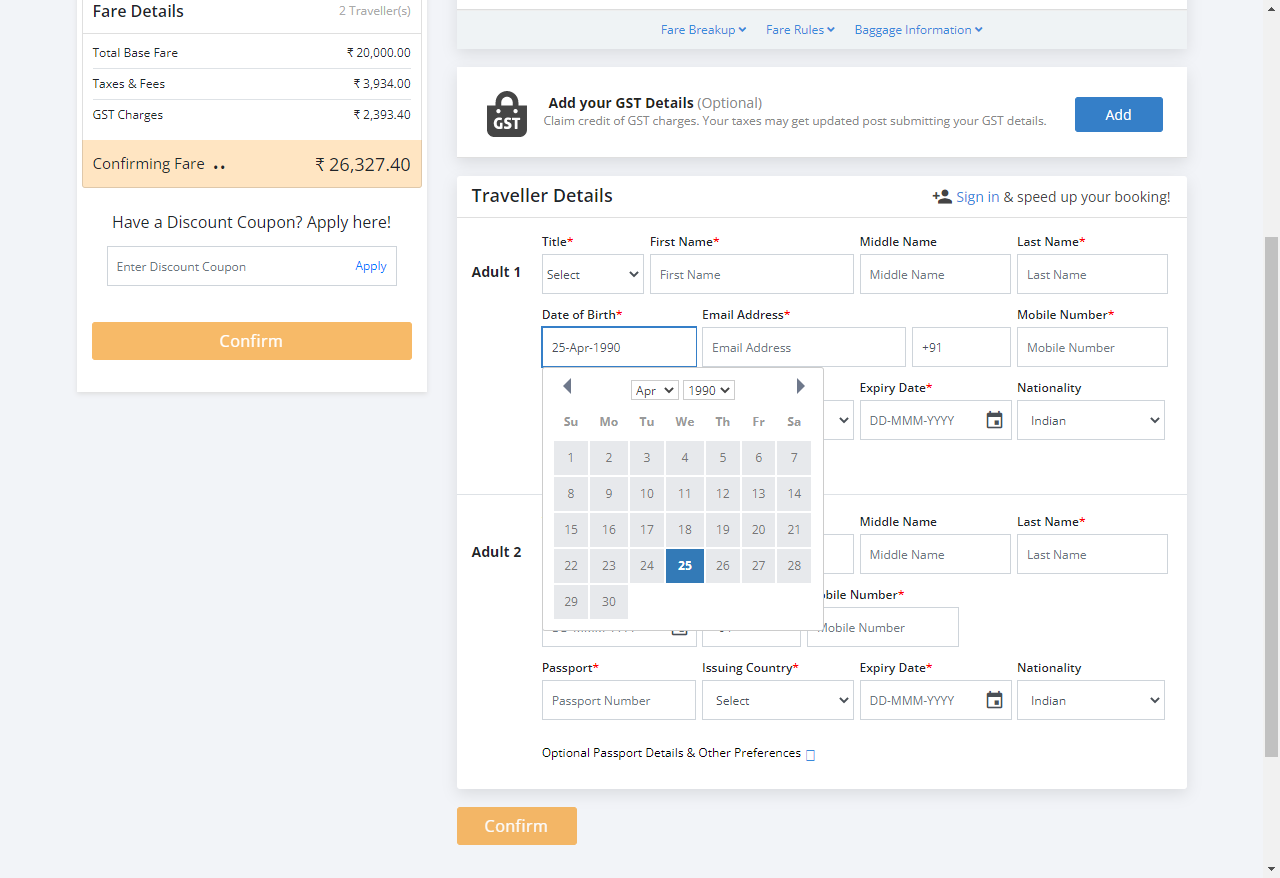 Fare Details 2 Traveller(s)
Total Base Fare ₹ 20,000.00
Taxes & Fees ₹ 3,934.00
GST Charges ₹ 2,393.40
Confirming Fare ₹ 26,327.40
Have a Discount Coupon? Apply here!
Enter Discount Coupon Apply
Confirm
Fare Breakup Fare Rules Baggage Information
GST
Add your GST Details (Optional)
Claim credit of GST charges. Your taxes may get updated post submitting your GST details.
Add
Traveller Details Sign in & speed up your booking!
Title* First Name* Middle Name Last Name*
Adult 1 Select First Name Middle Name Last Name
Date of Birth* Email Address* Mobile Number*
25-Apr-1990 Email Address +91 Mobile Number
Apr 1990
Expiry Date* Nationality
DD-MMM-YYYY Indian
Su Mo Tu We Th Fr Sa
1 2 3 4 5 6 7
8 9 10 11 12 13 14
15 16 17 18 19 20 21
22 23 24 25 26 27 28
29 30
Middle Name Last Name*
Adult 2 Middle Name Last Name
Number*
Mobile Number
Passport* Issuing Country* Expiry Date* Nationality
Passport Number Select DD-MMM-YYYY Indian
Optional Passport Details & Other Preferences
Confirm